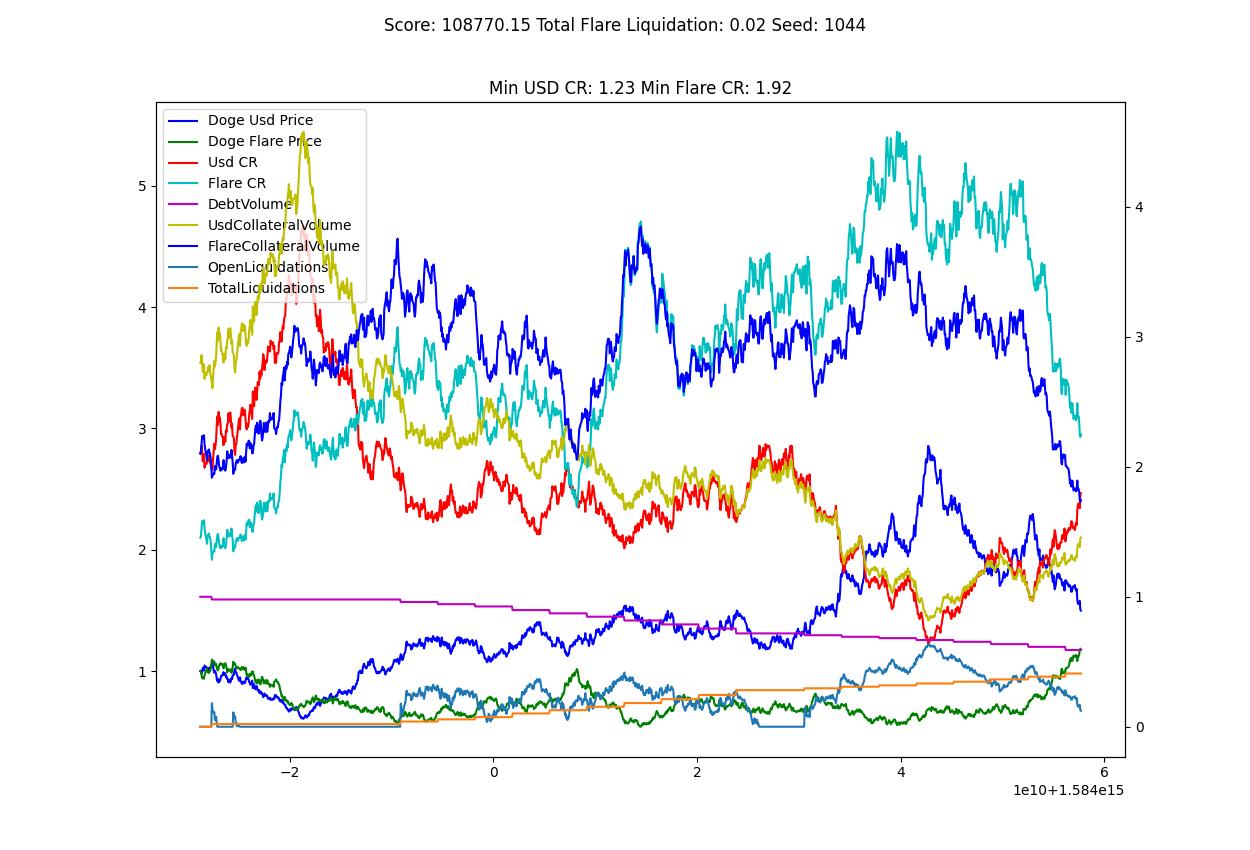 Score: 108770.15 Total Flare Liquidation: 0.02 Seed: 1044
Min USD CR: 1.23 Min Flare CR: 1.92
Doge Usd Price
Doge Flare Price
Usd CR
Flare CR
DebtVolume
UsdCollateralVolume
FlareCollateralVolume
OpenLiquidations
TotalLiquidations
5
4
3
2
1
4
3
2
1
0
−2
0
2
4
6
1e10+1.584e15